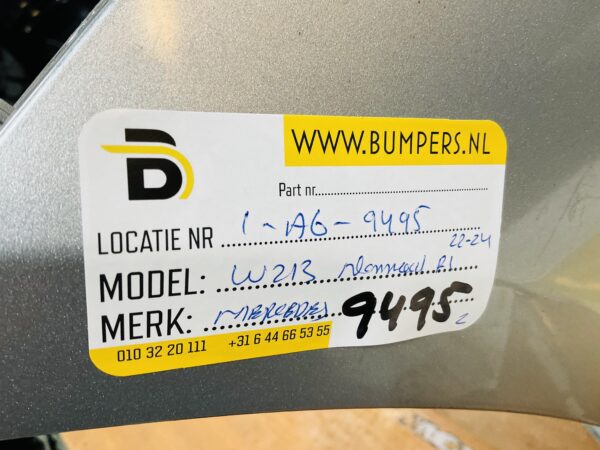 WWW.BUMPERS.NL
B
Part nr
LOCATIE NR 1-A6-9495
22-24
MODEL: W213
MERK: MERCEDES 9495
010 32 20 111 +31 6 44 66 53 55